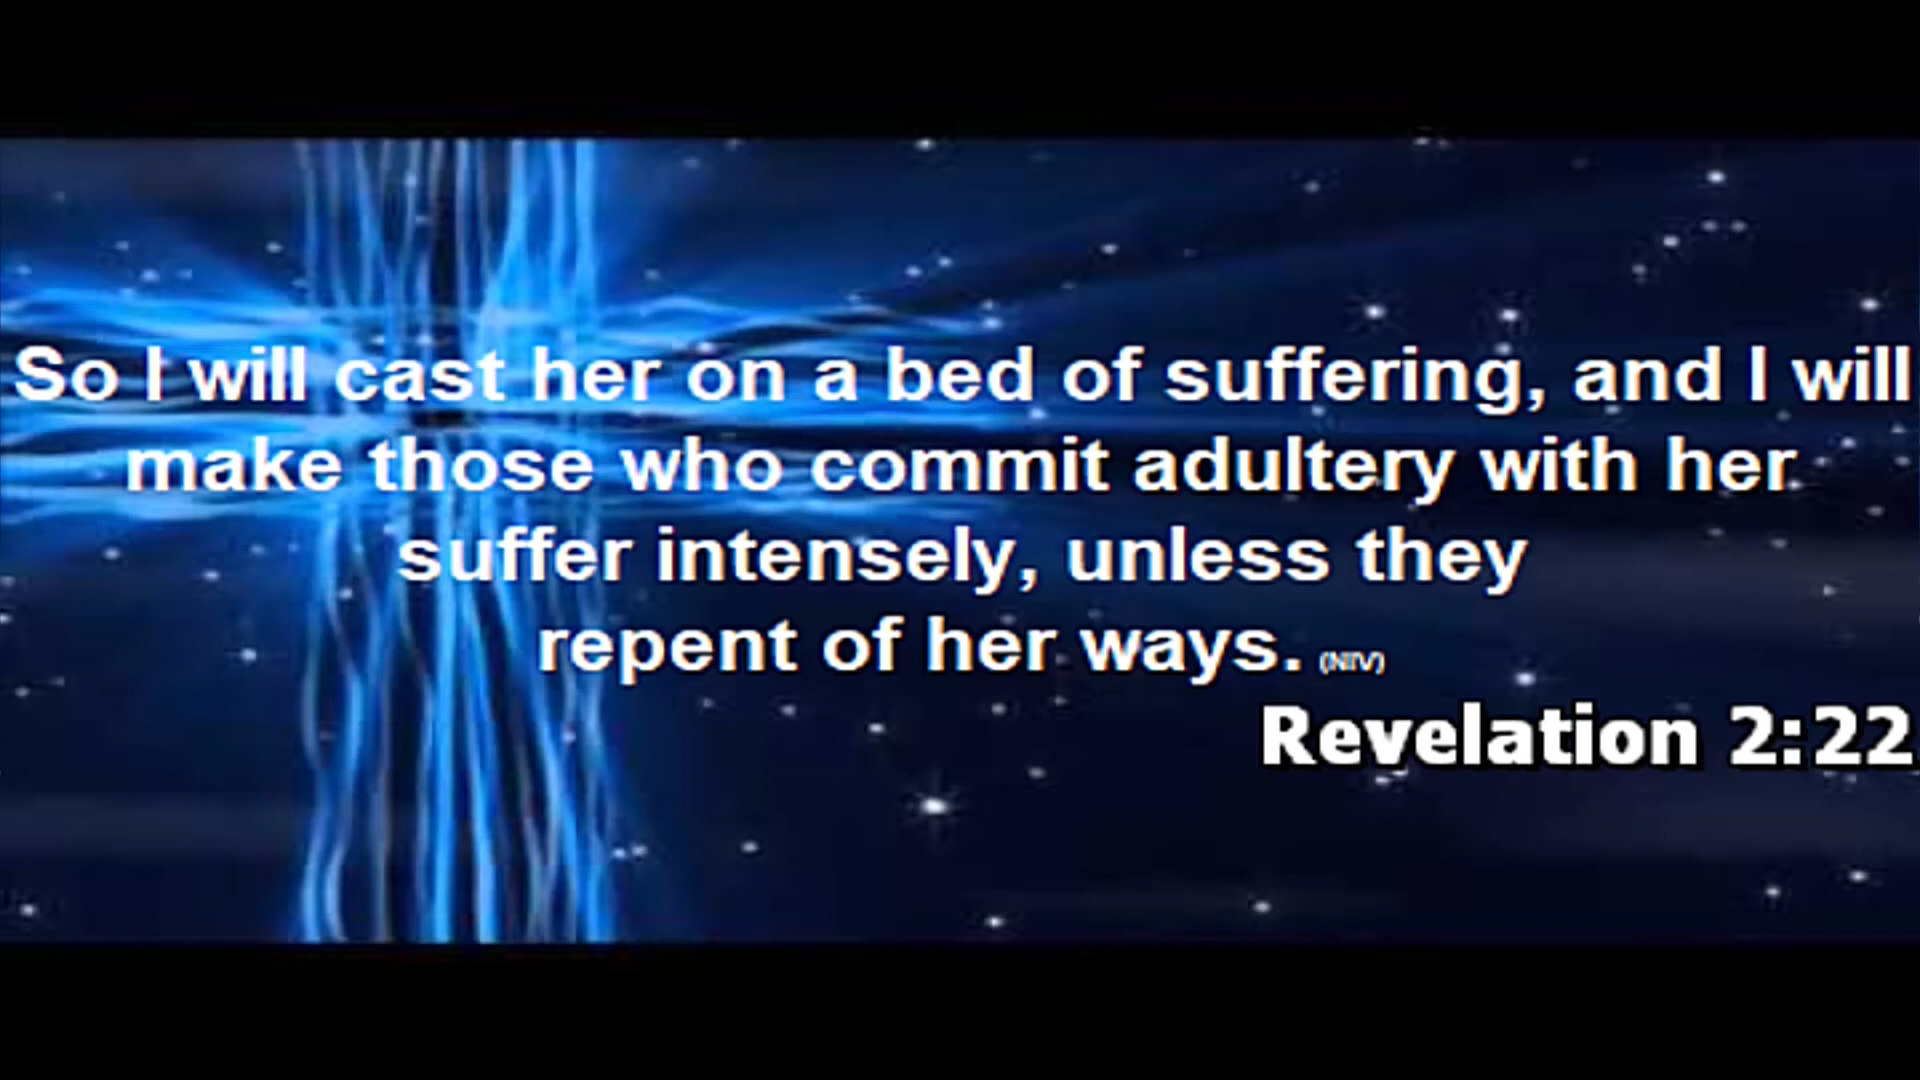 So I will cast her on a bed of suffering, and I will
make those who commit adultery with her
suffer intensely, unless they
repent of her ways. (NIV)
Revelation 2:22